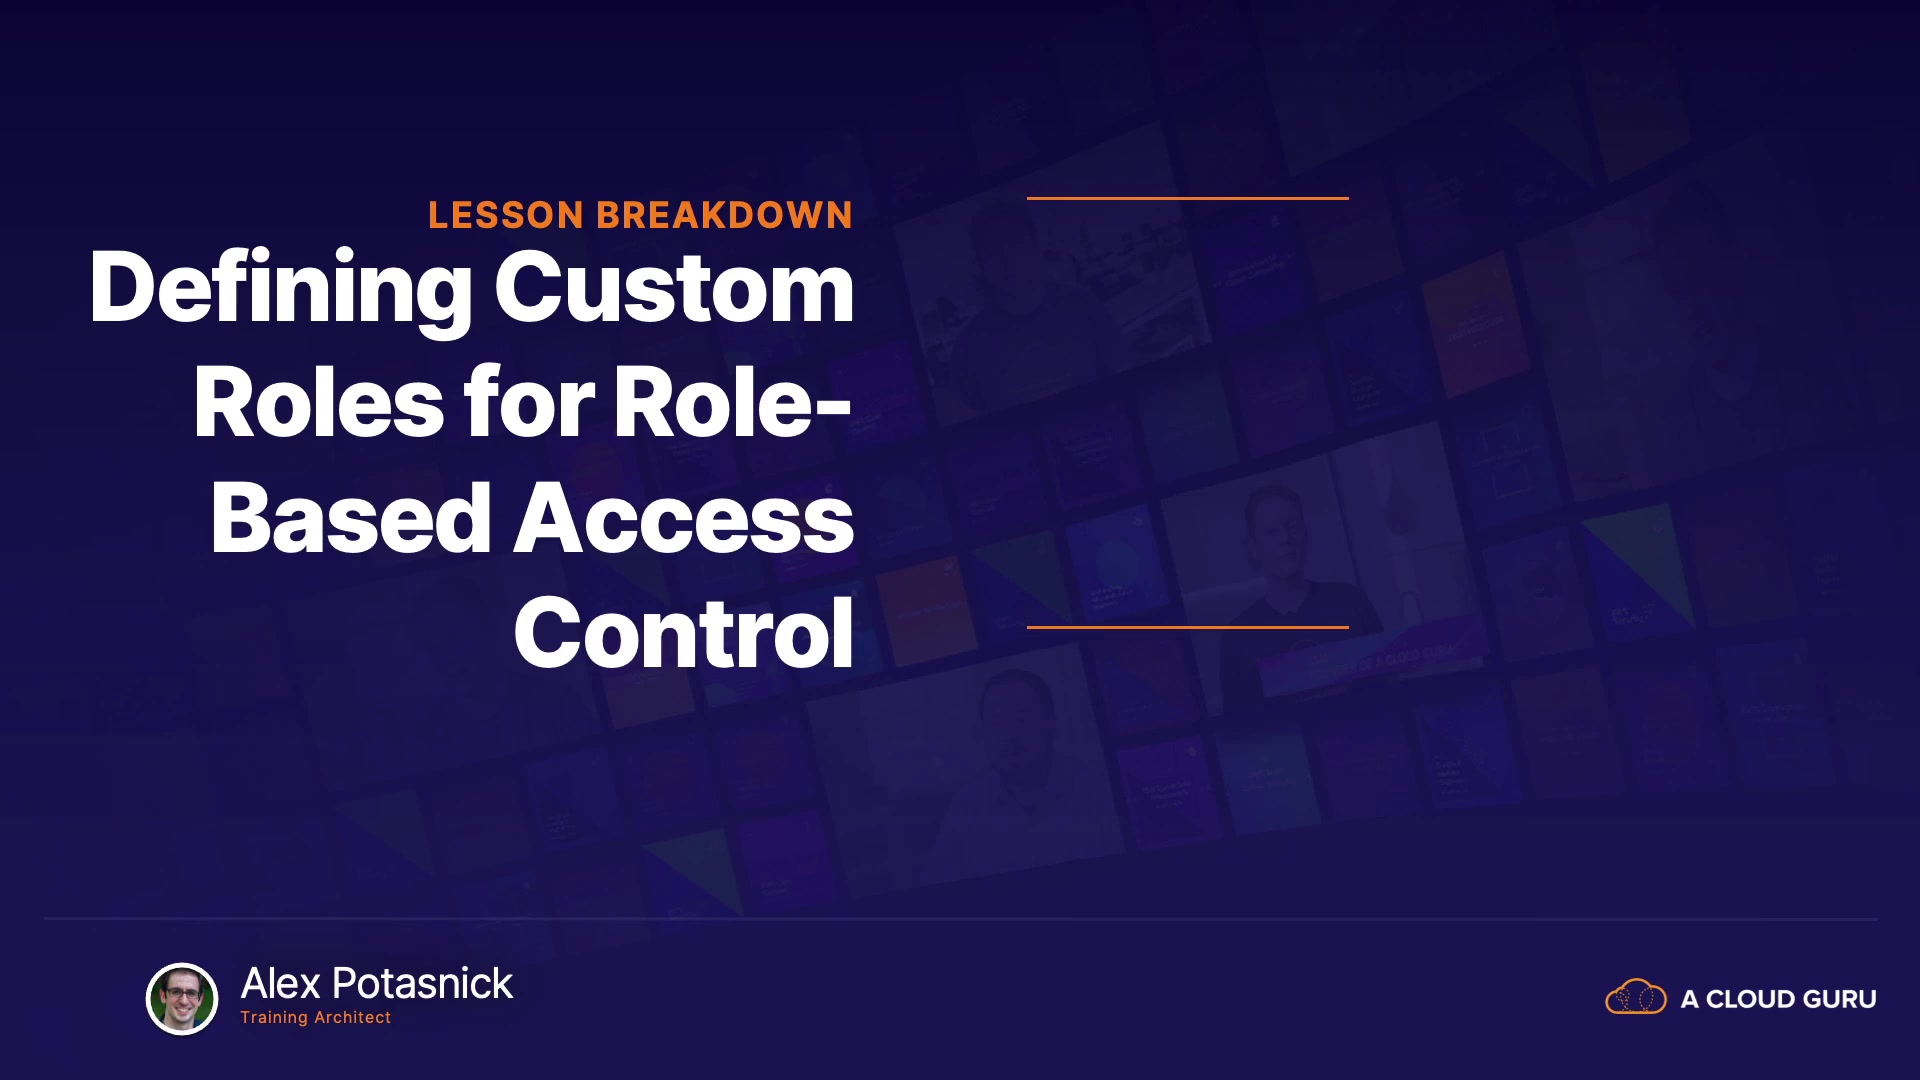 LESSON BREAKDOWN
Defining Custom
Roles for Role-
Based Access
Control
Alex Potasnick
Training Architect
A CLOUD GURU